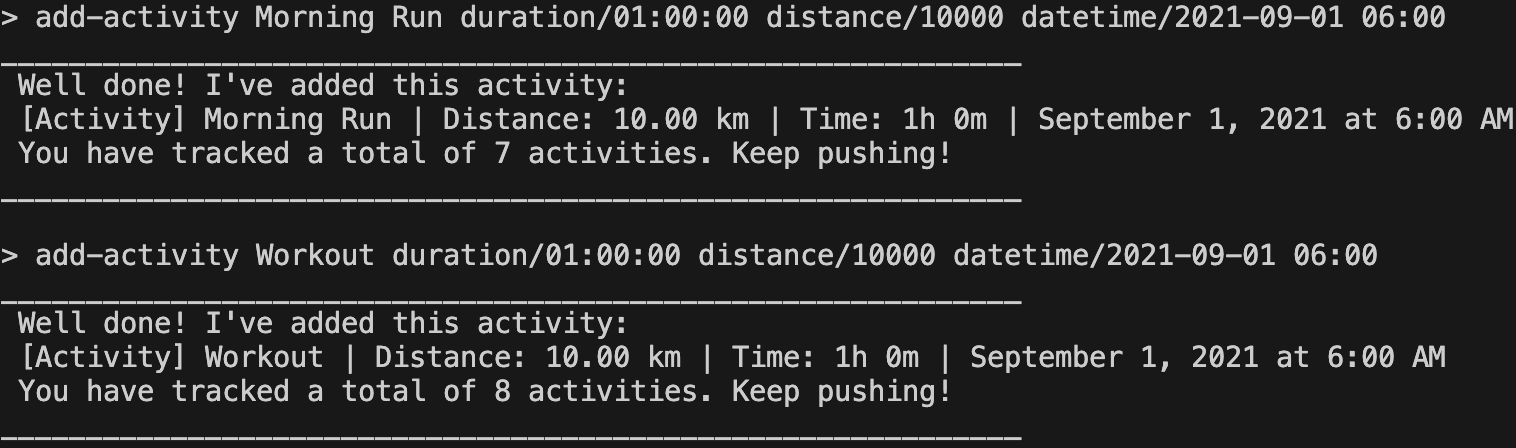 > add-activity Morning Run duration/01:00:00 distance/10000 datetime/2021-09-01 06:00
____________________________________________________________
Well done! I've added this activity:
[Activity] Morning Run | Distance: 10.00 km | Time: 1h 0m | September 1, 2021 at 6:00 AM
You have tracked a total of 7 activities. Keep pushing!
____________________________________________________________
> add-activity Workout duration/01:00:00 distance/10000 datetime/2021-09-01 06:00
____________________________________________________________
Well done! I've added this activity:
[Activity] Workout | Distance: 10.00 km | Time: 1h 0m | September 1, 2021 at 6:00 AM
You have tracked a total of 8 activities. Keep pushing!
____________________________________________________________